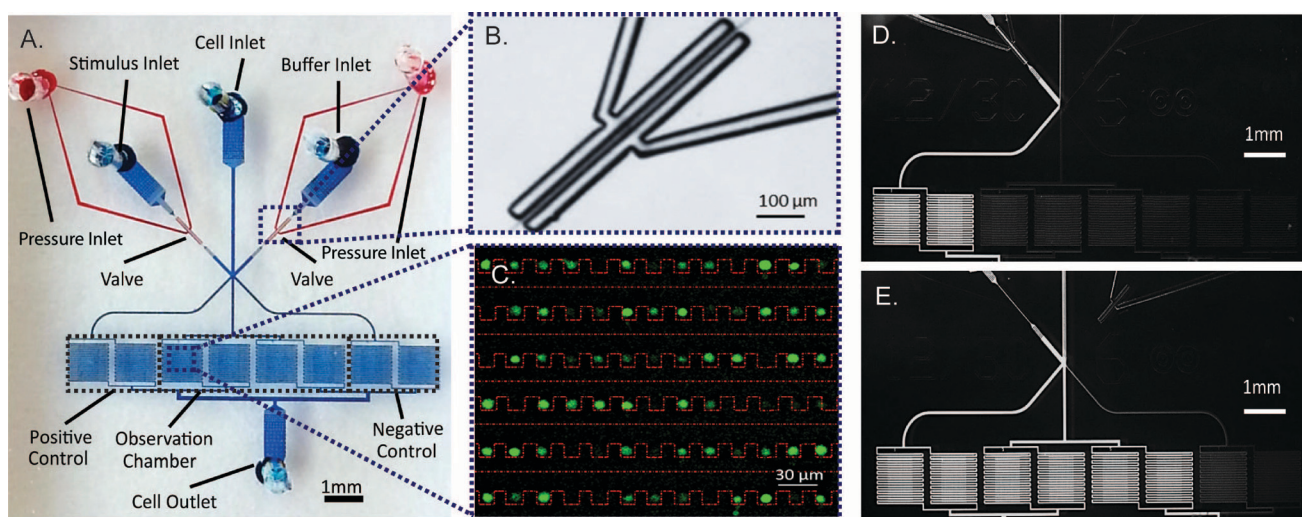 A.
Stimulus Inlet
Cell Inlet
Buffer Inlet
Pressure Inlet
Valve
Valve
Pressure Inlet
Positive
Control
Observation
Chamber
Negative
Control
Cell Outlet
1mm
B.
100 µm
C.
30 µm
D.
1mm
E.
1mm